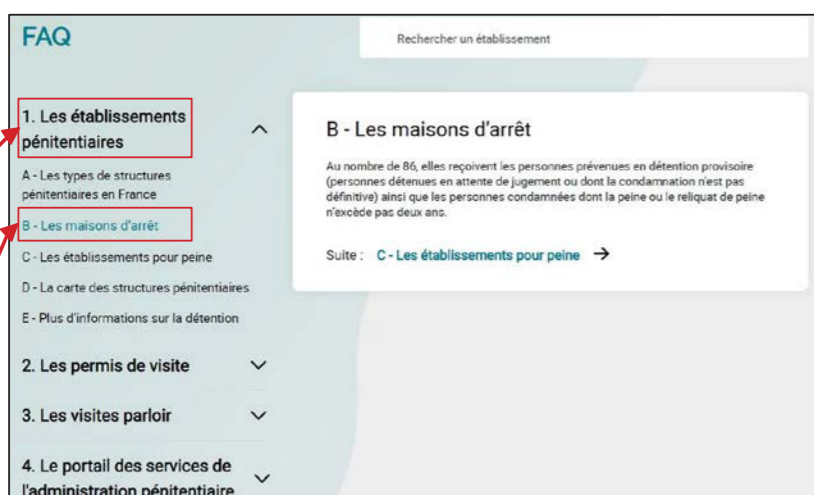 FAQ
Rechercher un établissement
1. Les établissements
pénitentiaires
A - Les types de structures
pénitentiaires en France
B - Les maisons d'arrêt
C - Les établissements pour peine
D - La carte des structures pénitentiaires
E - Plus d'informations sur la détention
2. Les permis de visite
3. Les visites parloir
4. Le portail des services de
l'administration pénitentiaire
B - Les maisons d'arrêt
Au nombre de 86, elles reçoivent les personnes prévenues en détention provisoire
(personnes détenues en attente de jugement ou dont la condamnation n'est pas
définitive) ainsi que les personnes condamnées dont la peine ou le reliquat de peine
n'excède pas deux ans.
Suite : C - Les établissements pour peine →